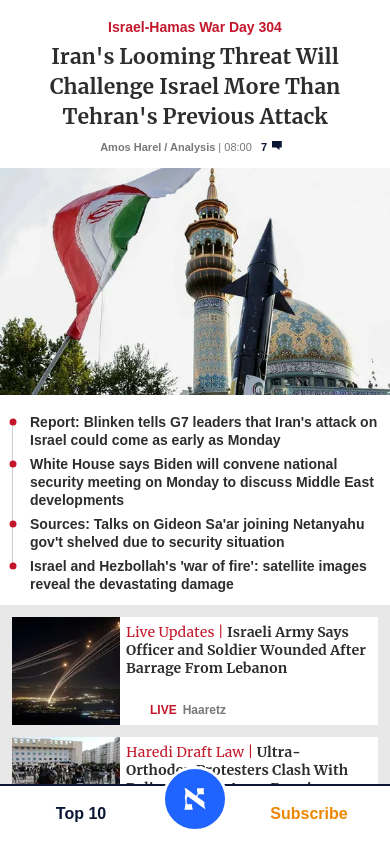 Israel-Hamas War Day 304
Iran's Looming Threat Will
Challenge Israel More Than
Tehran's Previous Attack
Amos Harel / Analysis | 08:00 7
Report: Blinken tells G7 leaders that Iran's attack on
Israel could come as early as Monday
White House says Biden will convene national
security meeting on Monday to discuss Middle East
developments
Sources: Talks on Gideon Sa'ar joining Netanyahu
gov't shelved due to security situation
Israel and Hezbollah's 'war of fire': satellite images
reveal the devastating damage
Live Updates | Israeli Army Says
Officer and Soldier Wounded After
Barrage From Lebanon
LIVE Haaretz
Haredi Draft Law | Ultra-
Orthodox Protesters Clash With
Top 10
Subscribe